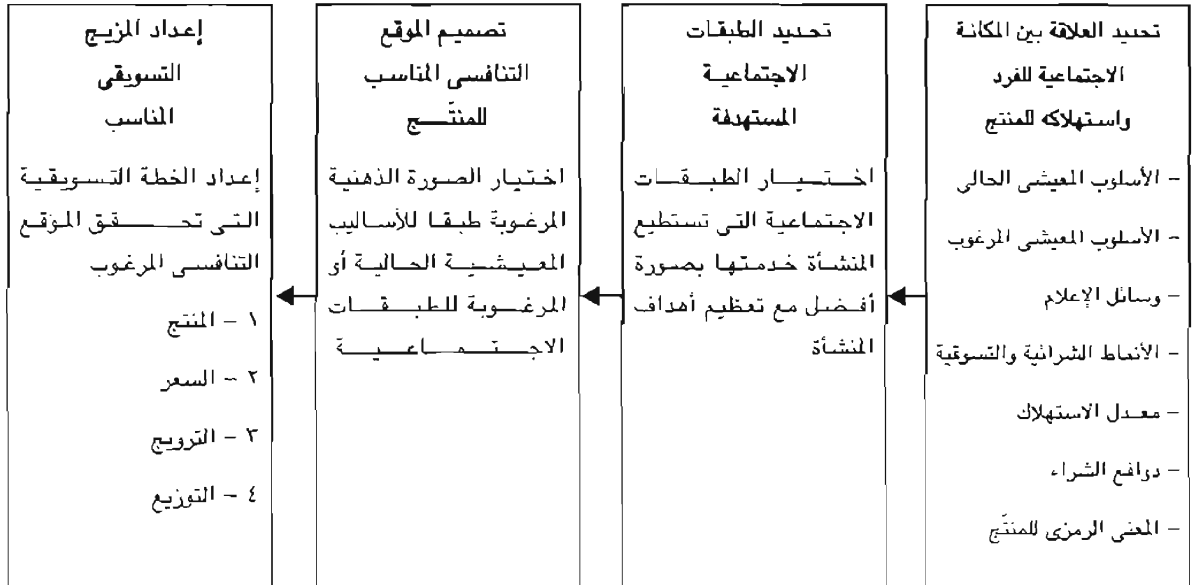 تحديد العلاقة بين المكانة
الاجتماعية للفرد
واستهلاكه للمنتج
– الأسلوب المعيشى الحالى
– الأسلوب المعيشى المرغوب
– وسائل الإعلام
– الأنماط الشرائية والتسوقية
– معدل الاستهلاك
– دوافع الشراء
– المعنى الرمزى للمنتّج
تحديد الطبقات
الاجتماعية
المستهدفة
اختيار الطبقات
الاجتماعية التى تستطيع
المنشأة خدمتها بصورة
أفضل مع تعظيم أهداف
المنشأة
تصميم الموقع
التنافسى المناسب
للمنتّج
اختيار الصورة الذهنية
المرغوبة طبقا للأساليب
المعيشية الحالية أو
المرغوبة للطبقات
الاجتماعية
إعداد المزيج
التسويقى
المناسب
إعداد الخطة التسويقية
التى تحقق الموقع
التنافسى المرغوب
١ – المنتج
٢ – السعر
٣ – الترويج
٤ – التوزيع